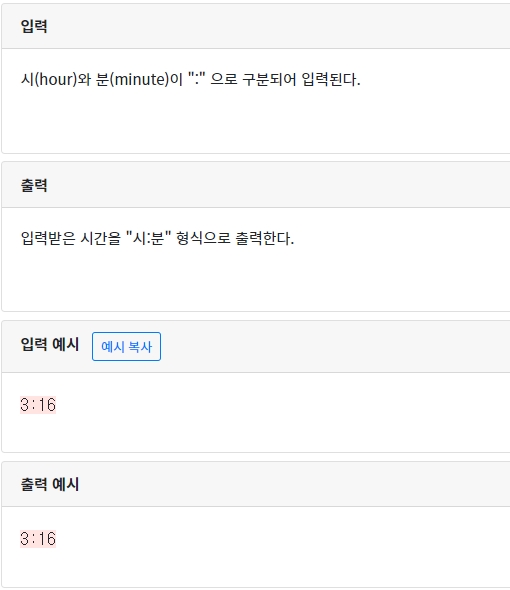 입력
시(hour)와 분(minute)이 ":" 으로 구분되어 입력된다.
출력
입력받은 시간을 "시:분" 형식으로 출력한다.
입력 예시 예시 복사
3:16
출력 예시
3:16